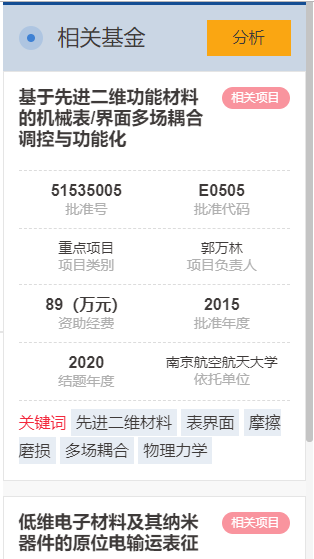 相关基金
分析
基于先进二维功能材料
的机械表/界面多场耦合
调控与功能化
相关项目
51535005 E0505
批准号 批准代码
重点项目 郭万林
项目类别 项目负责人
89（万元） 2015
资助经费 批准年度
2020 南京航空航天大学
结题年度 依托单位
关键词 先进二维材料 表界面 摩擦
磨损 多场耦合 物理力学
低维电子材料及其纳米
器件的原位电输运表征
相关项目